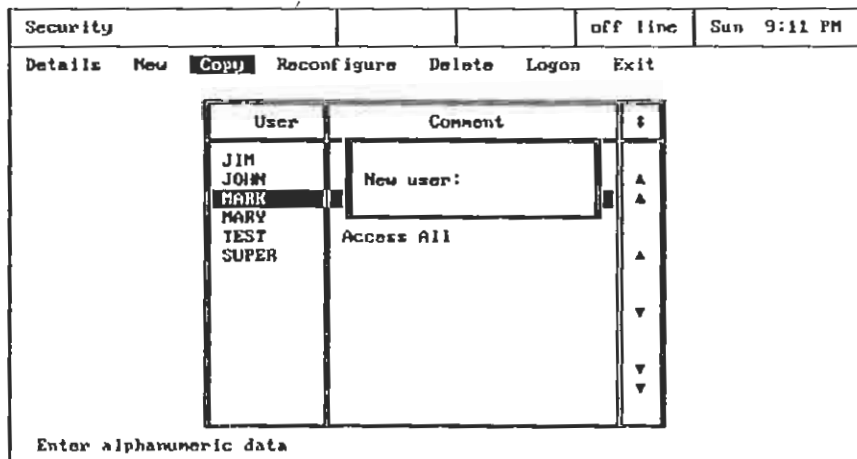 Security off line Sun 9:11 PM
Details New Copy Reconfigure Delete Logon Exit
User Comment
JIM
JOHN New user:
MARK
MARY
TEST Access All
SUPER
Enter alphanumeric data